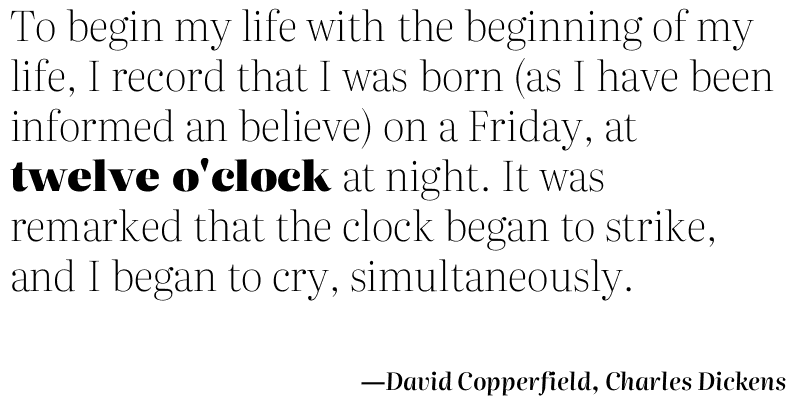 To begin my life with the beginning of my
life, I record that I was born (as I have been
informed an believe) on a Friday, at
twelve o'clock at night. It was
remarked that the clock began to strike,
and I began to cry, simultaneously.
—David Copperfield, Charles Dickens